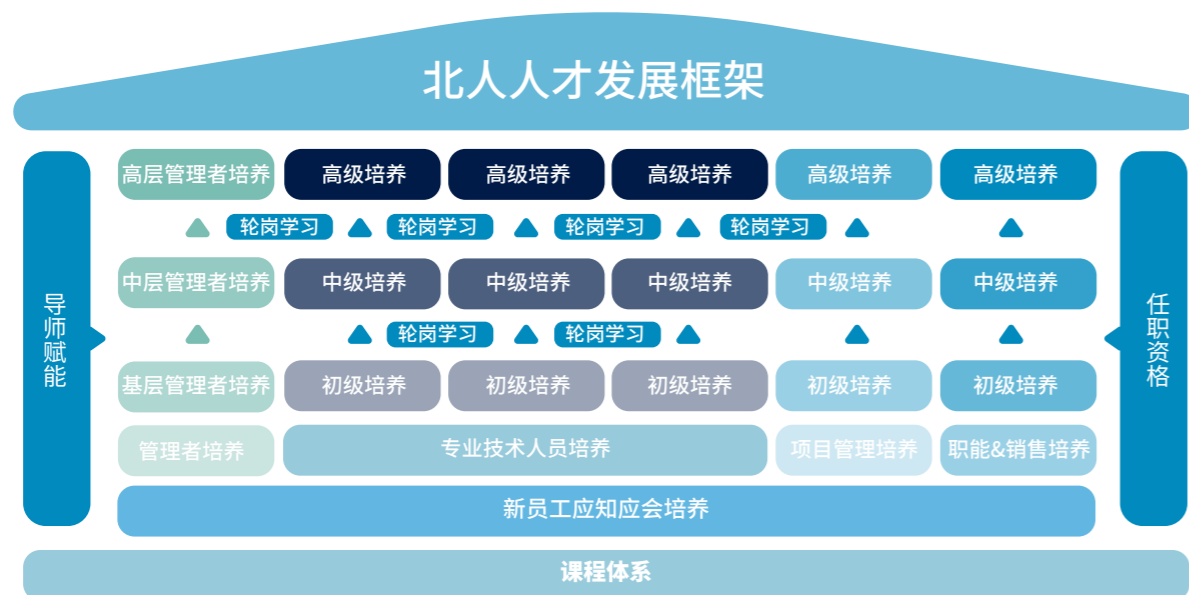 北人人才发展框架
导师赋能
高层管理者培养 高级培养 高级培养 高级培养 高级培养 高级培养
轮岗学习 轮岗学习 轮岗学习 轮岗学习
中层管理者培养 中级培养 中级培养 中级培养 中级培养 中级培养
轮岗学习 轮岗学习
基层管理者培养 初级培养 初级培养 初级培养 初级培养 初级培养
管理者培养 专业技术人员培养 项目管理培养 职能&销售培养
新员工应知应会培养
任职资格
课程体系